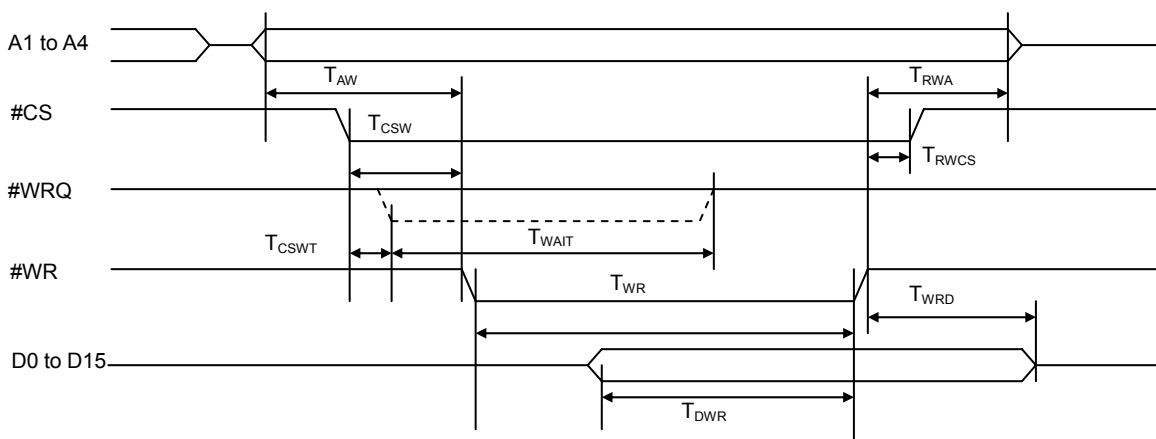 A1 to A4
TAW
TRWA
#CS
TCSW
TRWCS
#WRQ
TCSWT
TWAIT
#WR
TWR
TWRD
D0 to D15
TDWR